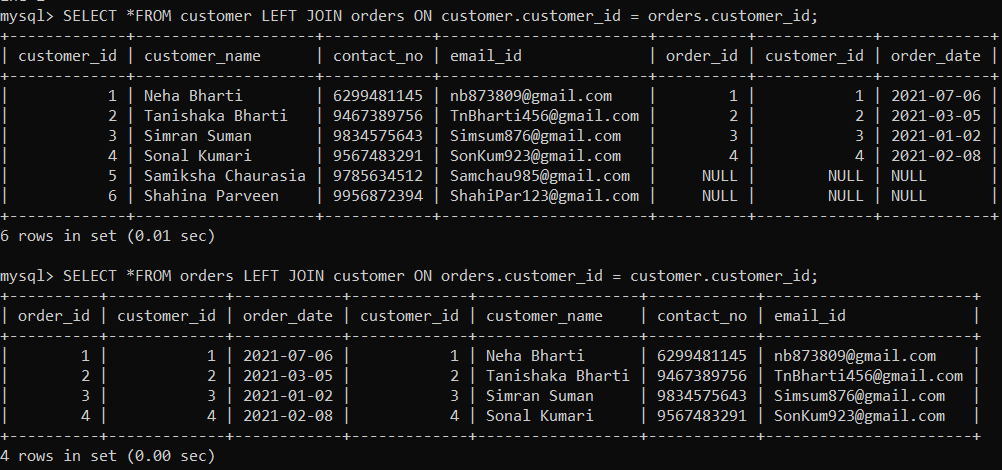 mysql> SELECT *FROM customer LEFT JOIN orders ON customer.customer_id = orders.customer_id;
+-------------+--------------------+------------+------------------------+----------+-------------+------------+
| customer_id | customer_name      | contact_no | email_id               | order_id | customer_id | order_date |
+-------------+--------------------+------------+------------------------+----------+-------------+------------+
|           1 | Neha Bharti        | 6299481145 | nb873809@gmail.com     |        1 |           1 | 2021-07-06 |
|           2 | Tanishaka Bharti   | 9467389756 | TnBharti456@gmail.com  |        2 |           2 | 2021-03-05 |
|           3 | Simran Suman       | 9834575643 | Simsum876@gmail.com    |        3 |           3 | 2021-01-02 |
|           4 | Sonal Kumari       | 9567483291 | SonKum923@gmail.com    |        4 |           4 | 2021-02-08 |
|           5 | Samiksha Chaurasia | 9785634512 | Samchau985@gmail.com   |     NULL |        NULL | NULL       |
|           6 | Shahina Parveen    | 9956872394 | ShahiPar123@gmail.com  |     NULL |        NULL | NULL       |
+-------------+--------------------+------------+------------------------+----------+-------------+------------+
6 rows in set (0.01 sec)
mysql> SELECT *FROM orders LEFT JOIN customer ON orders.customer_id = customer.customer_id;
+----------+-------------+------------+-------------+------------------+------------+-----------------------+
| order_id | customer_id | order_date | customer_id | customer_name    | contact_no | email_id              |
+----------+-------------+------------+-------------+------------------+------------+-----------------------+
|        1 |           1 | 2021-07-06 |           1 | Neha Bharti      | 6299481145 | nb873809@gmail.com    |
|        2 |           2 | 2021-03-05 |           2 | Tanishaka Bharti | 9467389756 | TnBharti456@gmail.com |
|        3 |           3 | 2021-01-02 |           3 | Simran Suman     | 9834575643 | Simsum876@gmail.com   |
|        4 |           4 | 2021-02-08 |           4 | Sonal Kumari     | 9567483291 | SonKum923@gmail.com   |
+----------+-------------+------------+-------------+------------------+------------+-----------------------+
4 rows in set (0.00 sec)